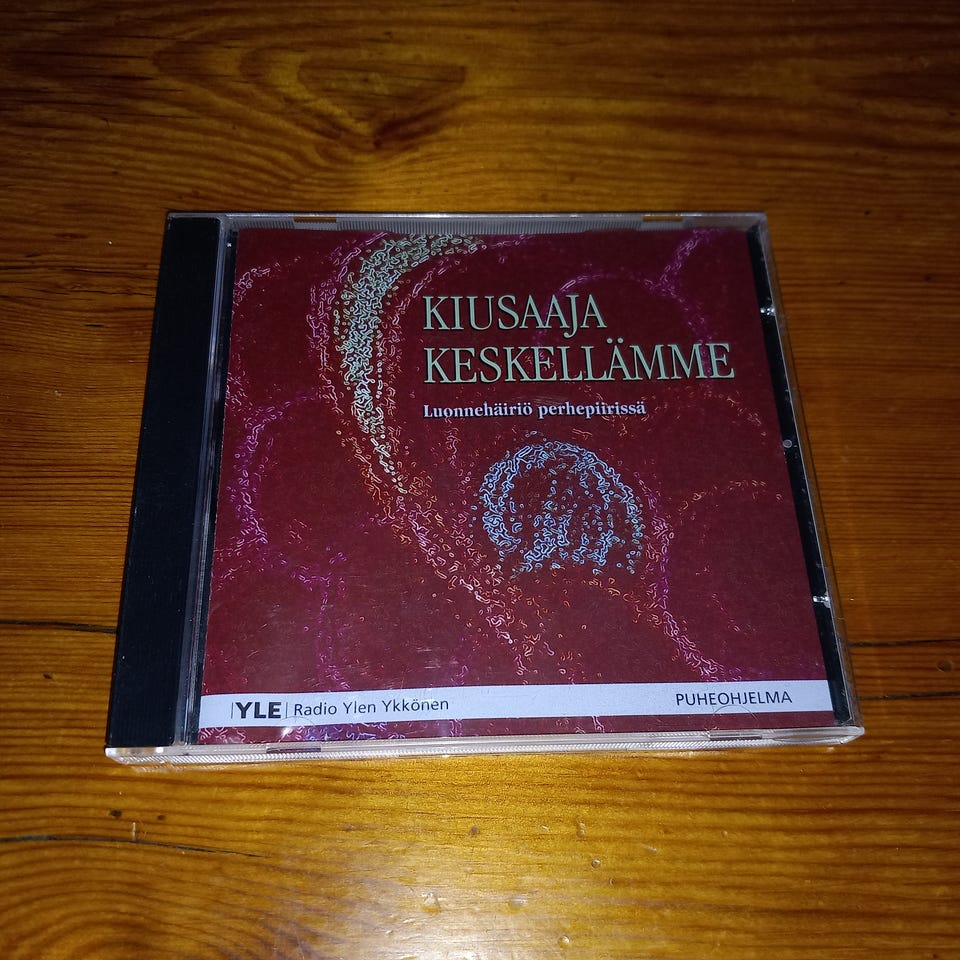 KIUSAAJA
KESKELLÄMME
Luonnehäiriö perhepiirissä
YLE Radio Ylen Ykkönen PUHEOHJELMA